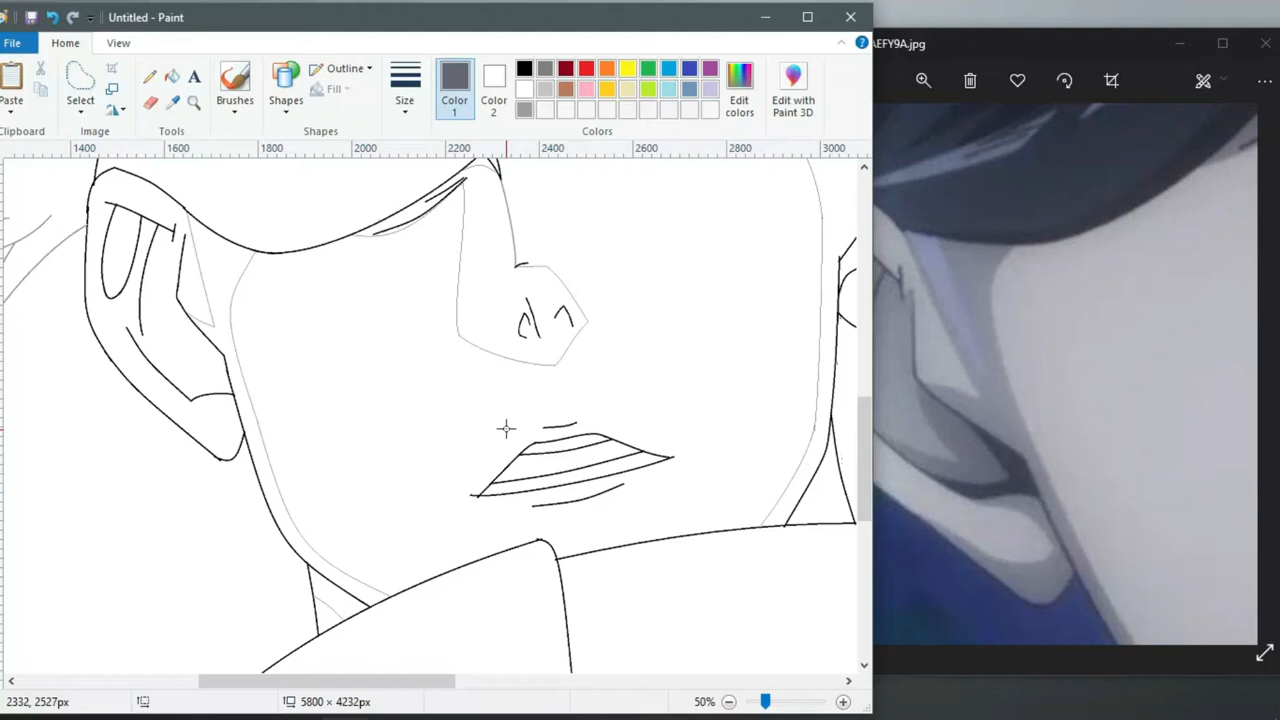 Untitled - Paint
File Home View
Paste Select Brushes Shapes Outline Fill Size Color 1 Color 2 Edit colors Edit with Paint 3D
A
Clipboard Image Tools Shapes Colors
1400 1600 1800 2000 2200 2400 2600 2800 3000
2332, 2527px
5800 × 4232px
50%
AEFY9A.jpg